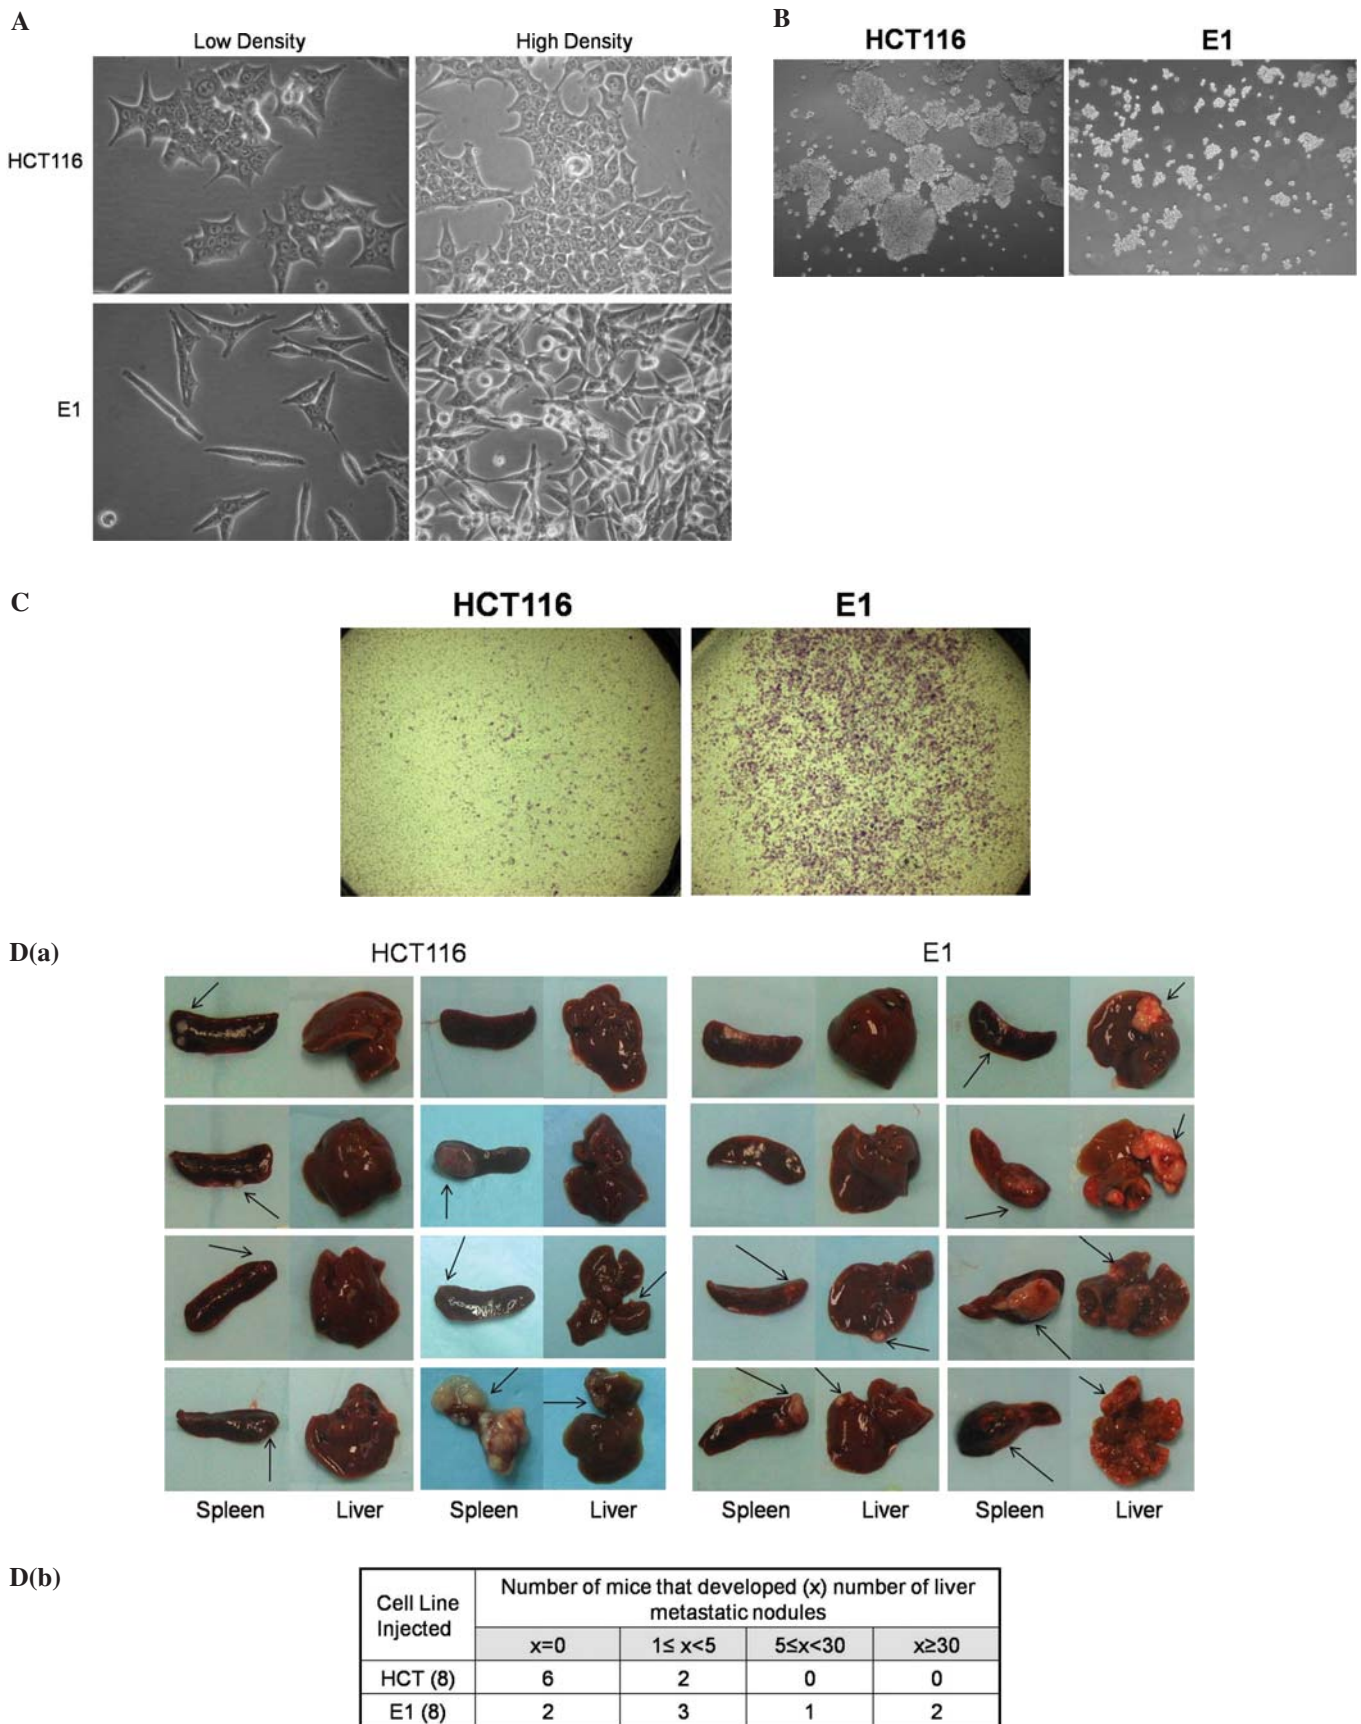 A
Low Density High Density
HCT116
E1
B
HCT116 E1
C
HCT116 E1
D(a)
HCT116 E1
Spleen Liver Spleen Liver Spleen Liver Spleen Liver
D(b)
Cell Line Injected
Number of mice that developed (x) number of liver
metastatic nodules
x=0 1≤ x<5 5≤x<30 x≥30
HCT (8) 6 2 0 0
E1 (8) 2 3 1 2